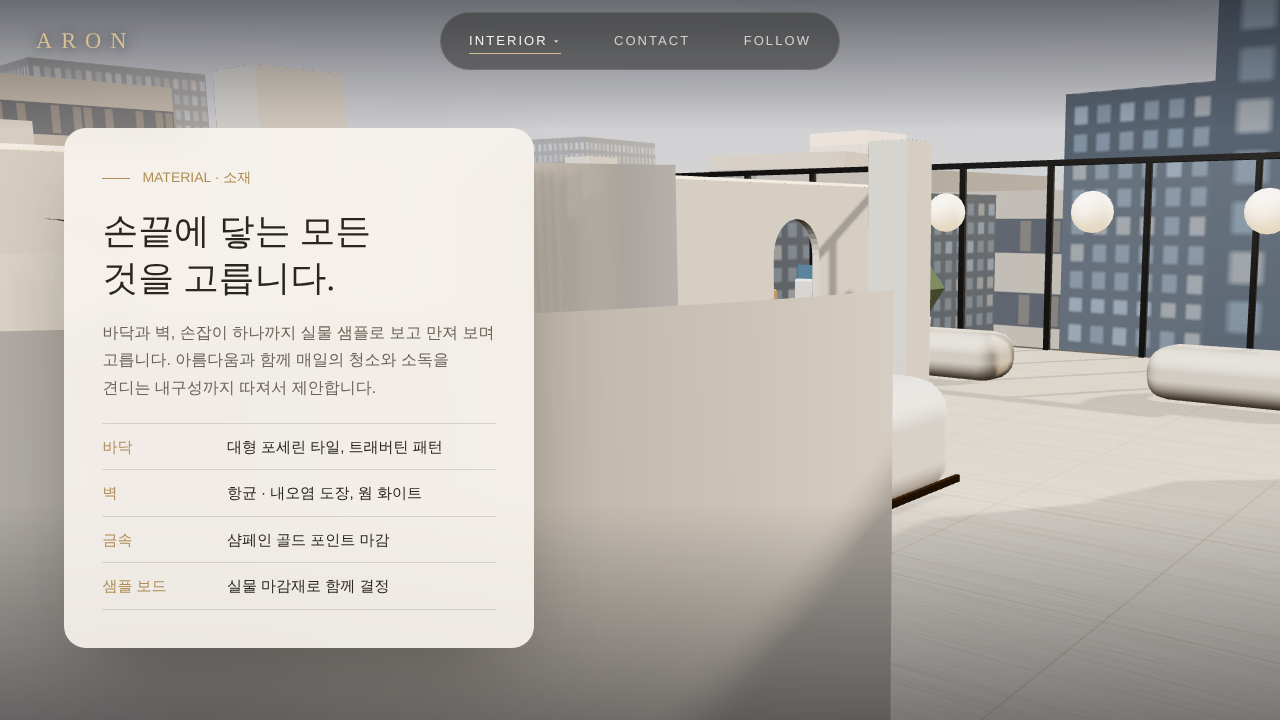 ARON
INTERIOR
CONTACT
FOLLOW
MATERIAL · 소재
손끝에 닿는 모든
것을 고릅니다.
바닥과 벽, 손잡이 하나까지 실물 샘플로 보고 만져 보며
고릅니다. 아름다움과 함께 매일의 청소와 소독을
견디는 내구성까지 따져서 제안합니다.
바닥 대형 포세린 타일, 트래버틴 패턴
벽 항균 · 내오염 도장, 웜 화이트
금속 샴페인 골드 포인트 마감
샘플 보드 실물 마감재로 함께 결정